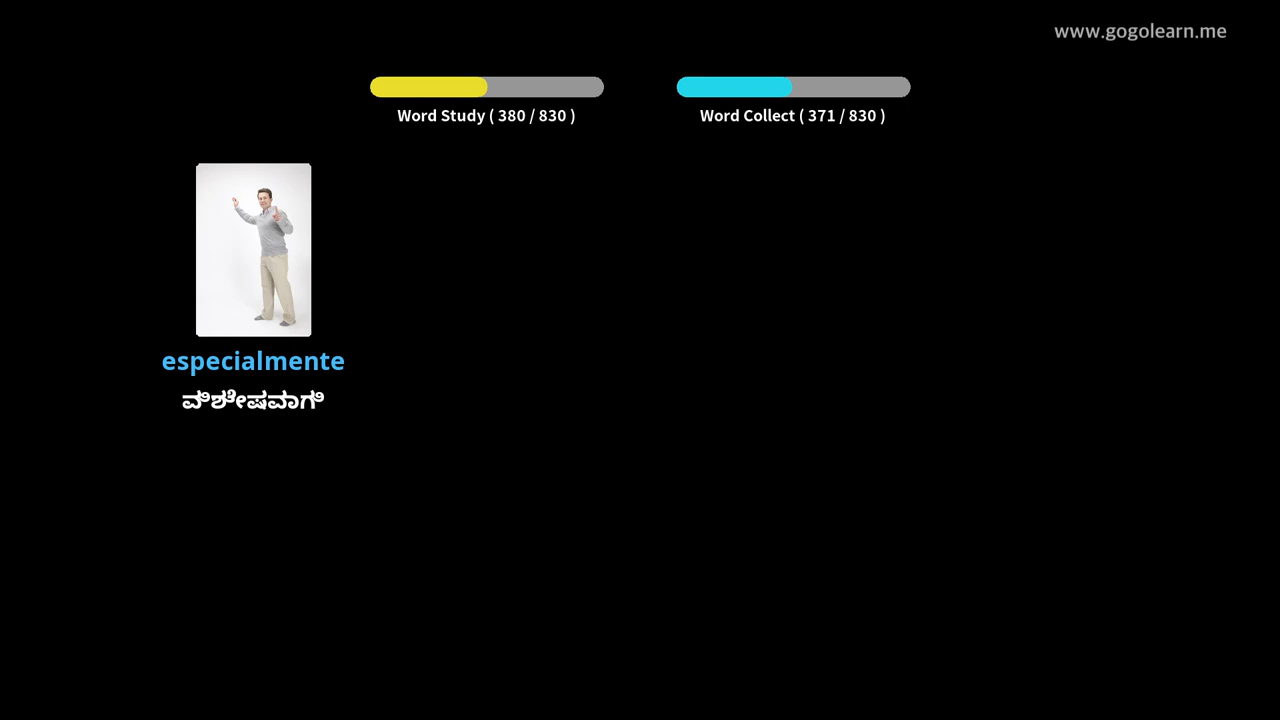 www.gogolearn.me
Word Study ( 380 / 830 )
Word Collect ( 371 / 830 )
especialmente
ವಿಶೇಷವಾಗಿ